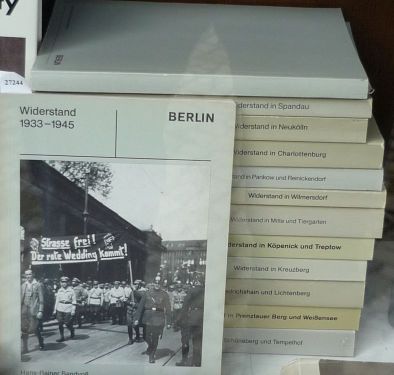 27244
Widerstand
1933–1945
BERLIN
Strasse frei!
Der rote Wedding kommt!
Widerstand in Spandau
Widerstand in Neukölln
Widerstand in Charlottenburg
Widerstand in Pankow und Reinickendorf
Widerstand in Wilmersdorf
Widerstand in Mitte und Tiergarten
Widerstand in Köpenick und Treptow
Widerstand in Kreuzberg
Friedrichshain und Lichtenberg
in Prenzlauer Berg und Weißensee
Schöneberg und Tempelhof